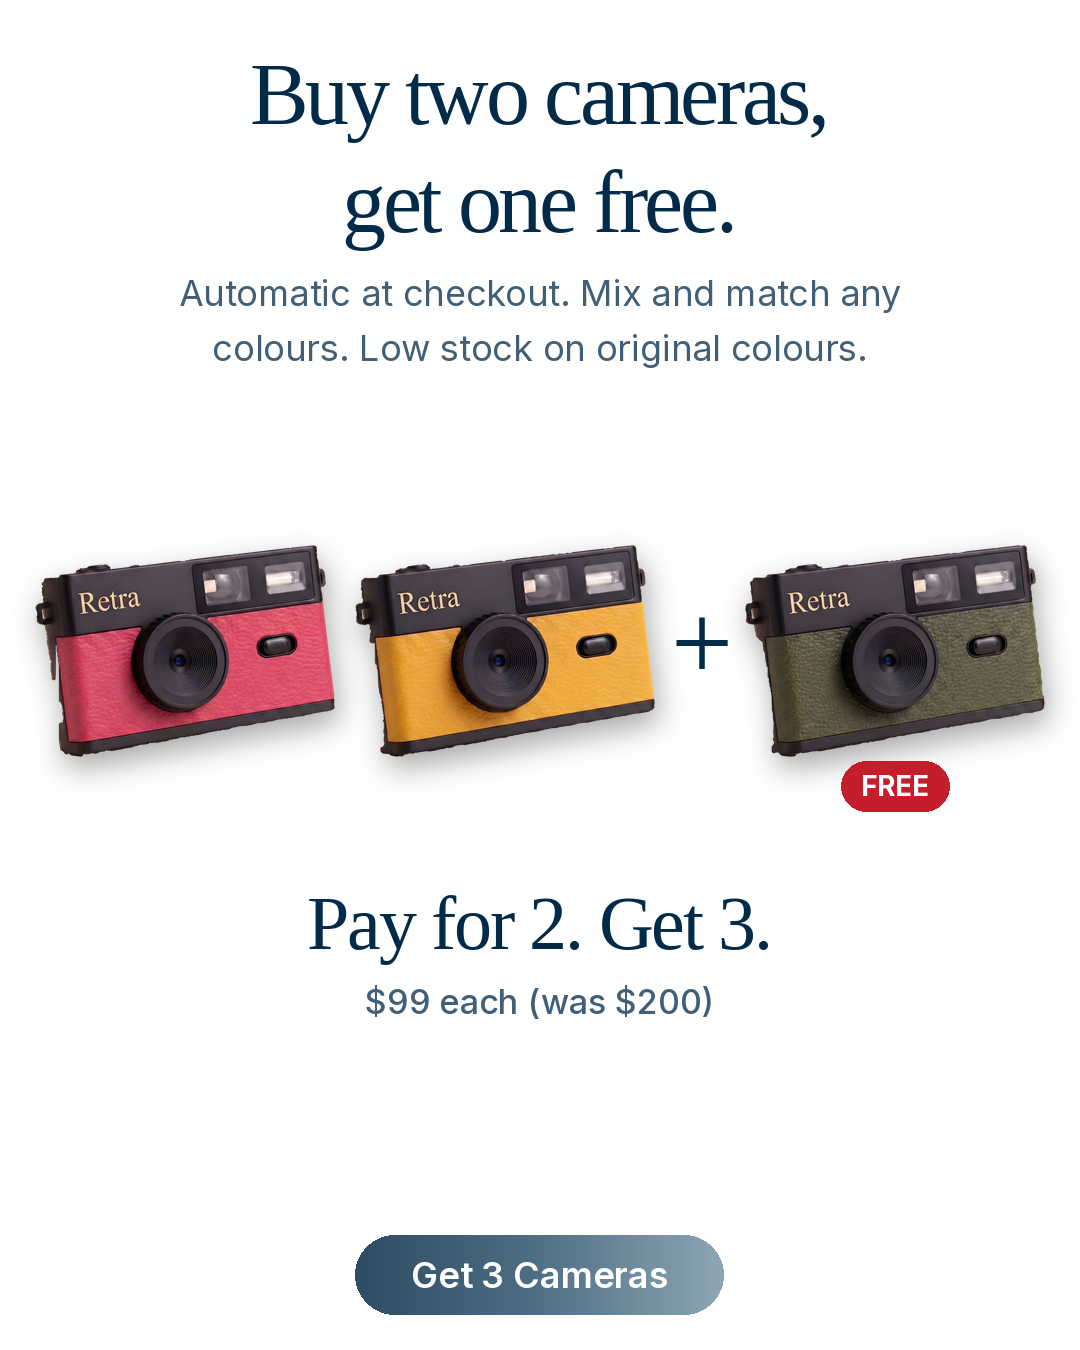 Buy two cameras,
get one free.
Automatic at checkout. Mix and match any
colours. Low stock on original colours.
Retra
Retra
+
Retra
FREE
Pay for 2. Get 3.
$99 each (was $200)
Get 3 Cameras